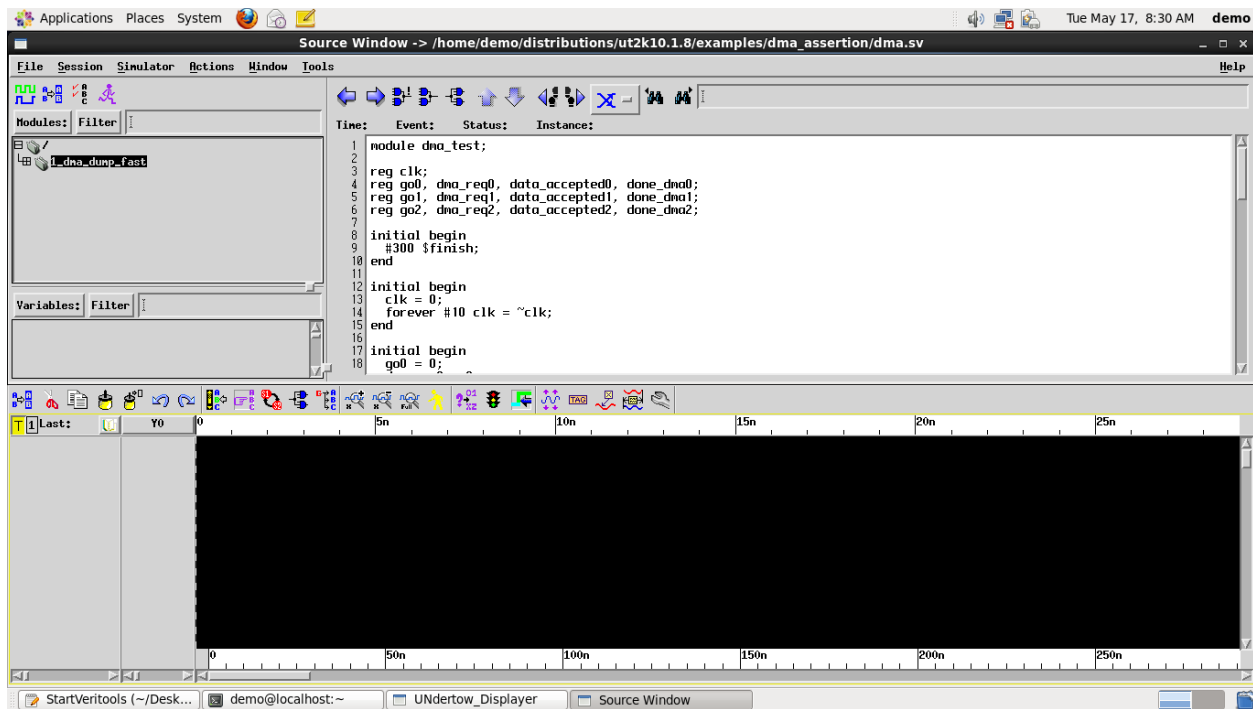 Applications Places System Tue May 17, 8:30 AM demo
Source Window -> /home/demo/distributions/ut2k10.1.8/examples/dma_assertion/dma.sv
File Session Simulator Actions Window Tools Help
Modules: Filter
/
1_dma_dump_fast
Variables: Filter
Time: Event: Status: Instance:
1 module dma_test;
2
3 reg clk;
4 reg go0, dma_req0, data_accepted0, done_dma0;
5 reg go1, dma_req1, data_accepted1, done_dma1;
6 reg go2, dma_req2, data_accepted2, done_dma2;
7
8 initial begin
9 #300 $finish;
10 end
11
12 initial begin
13 clk = 0;
14 forever #10 clk = ~clk;
15 end
16
17 initial begin
18 go0 = 0;
TAG
T 1 Last: Y0 0 5n 10n 15n 20n 25n
0 50n 100n 150n 200n 250n
StartVeritools (~/Desk... demo@localhost:~ UNdertow_Displayer Source Window